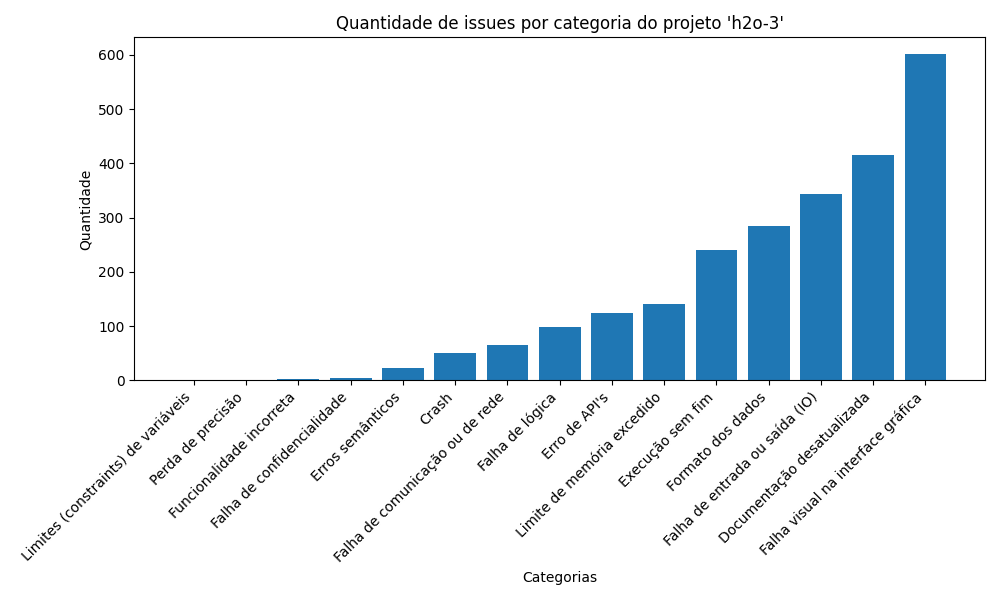 Quantidade de issues por categoria do projeto 'h2o-3'
Quantidade
600
500
400
300
200
100
0
Limites (constraints) de variáveis
Perda de precisão
Funcionalidade incorreta
Falha de confidencialidade
Erros semânticos
Crash
Falha de comunicação ou de rede
Falha de lógica
Erro de API's
Limite de memória excedido
Execução sem fim
Formato dos dados
Falha de entrada ou saída (IO)
Documentação desatualizada
Falha visual na interface gráfica
Categorias